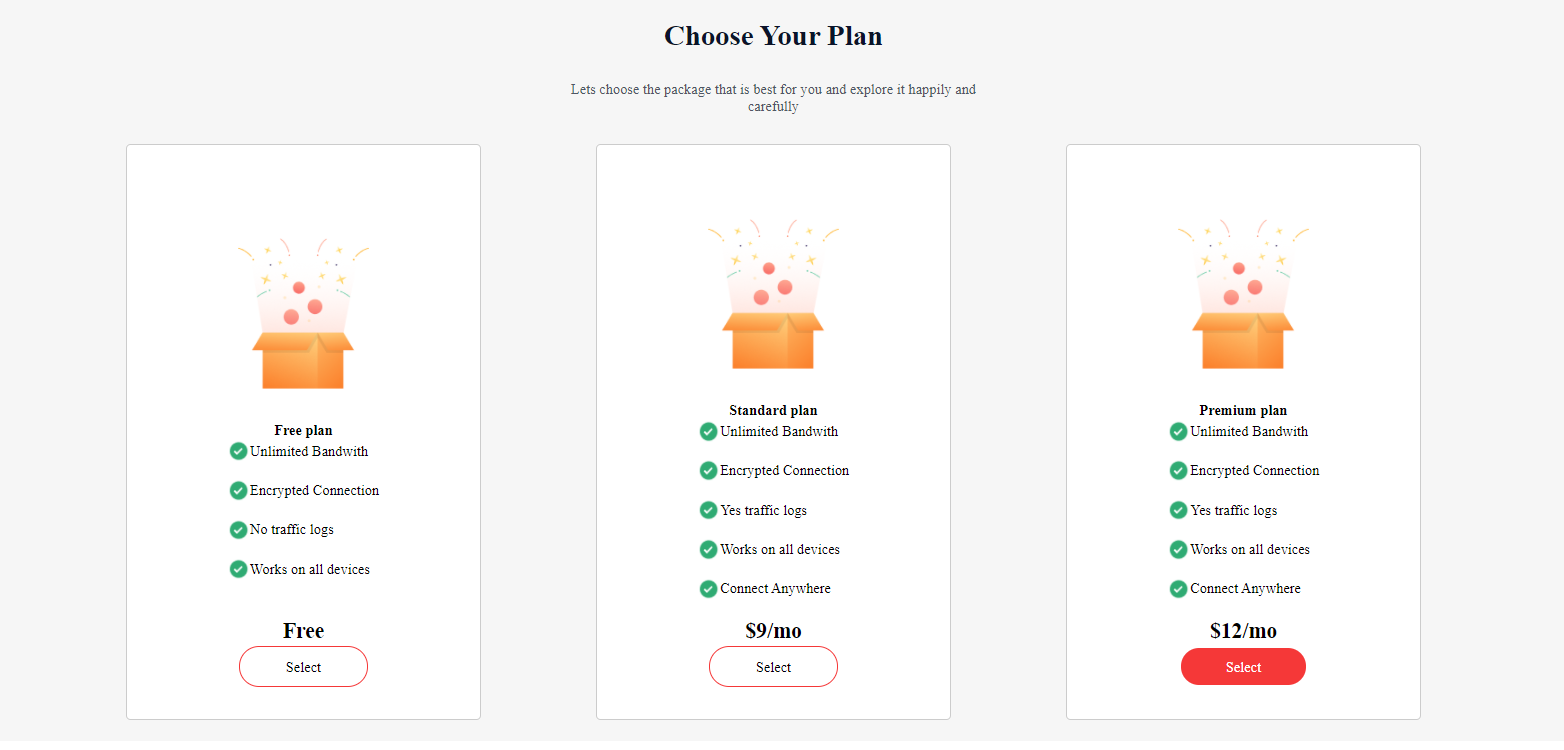 Choose Your Plan
Lets choose the package that is best for you and explore it happily and
carefully
Free plan
Unlimited Bandwith
Encrypted Connection
No traffic logs
Works on all devices
Free
Select
Standard plan
Unlimited Bandwith
Encrypted Connection
Yes traffic logs
Works on all devices
Connect Anywhere
$9/mo
Select
Premium plan
Unlimited Bandwith
Encrypted Connection
Yes traffic logs
Works on all devices
Connect Anywhere
$12/mo
Select